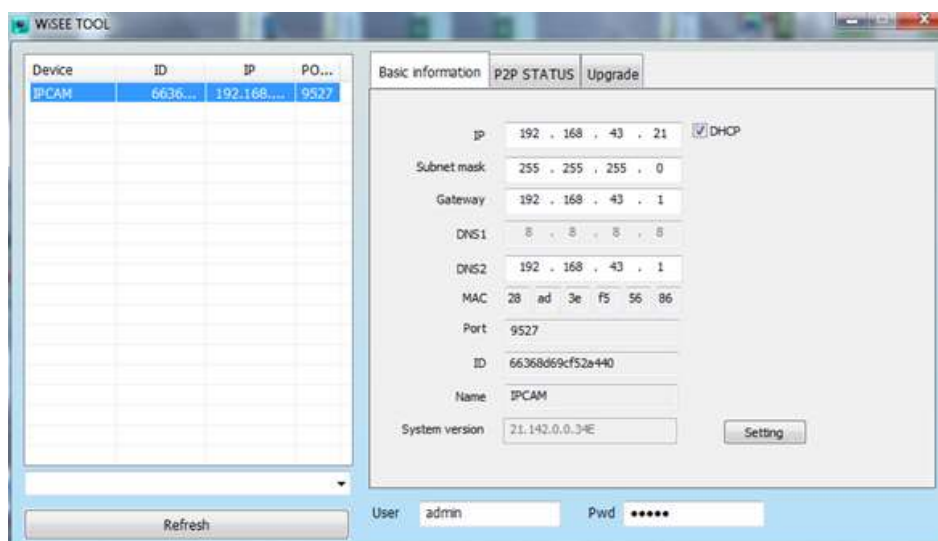 WiSEE TOOL
Device ID IP PO...
IPCAM 6636... 192.168.... 9527
Basic information P2P STATUS Upgrade
IP 192 . 168 . 43 . 21 DHCP
Subnet mask 255 . 255 . 255 . 0
Gateway 192 . 168 . 43 . 1
DNS1 8 . 8 . 8 . 8
DNS2 192 . 168 . 43 . 1
MAC 28 ad 3e f5 56 86
Port 9527
ID 66368d69cf52a440
Name IPCAM
System version 21.142.0.0.34E
Setting
User admin Pwd •••••
Refresh